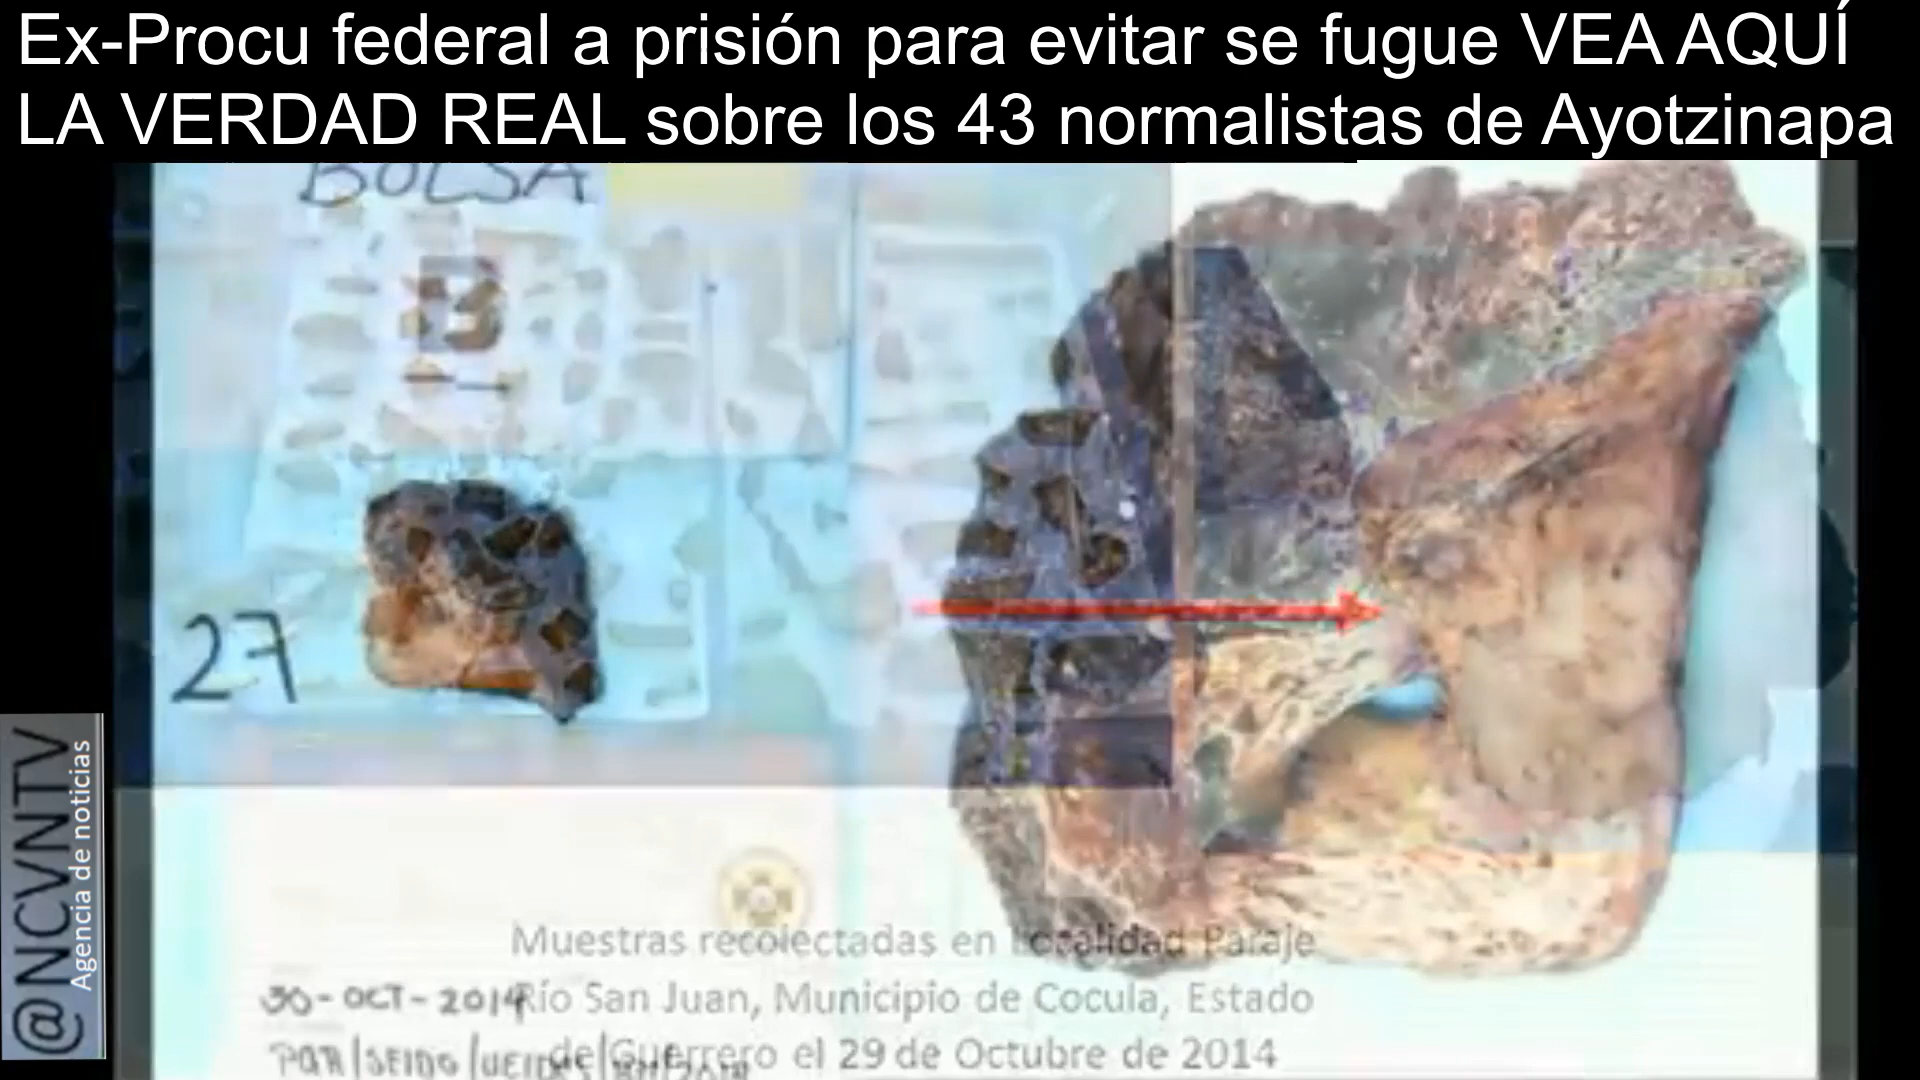 Ex-Procu federal a prisión para evitar se fugue VEA AQUÍ
LA VERDAD REAL sobre los 43 normalistas de Ayotzinapa
BOLSA
27
@NCVNTV
Agencia de noticias
Muestras recolectadas en Localidad Paraje
30-OCT-2014
Río San Juan, Municipio de Cocula, Estado
de Guerrero el 29 de Octubre de 2014